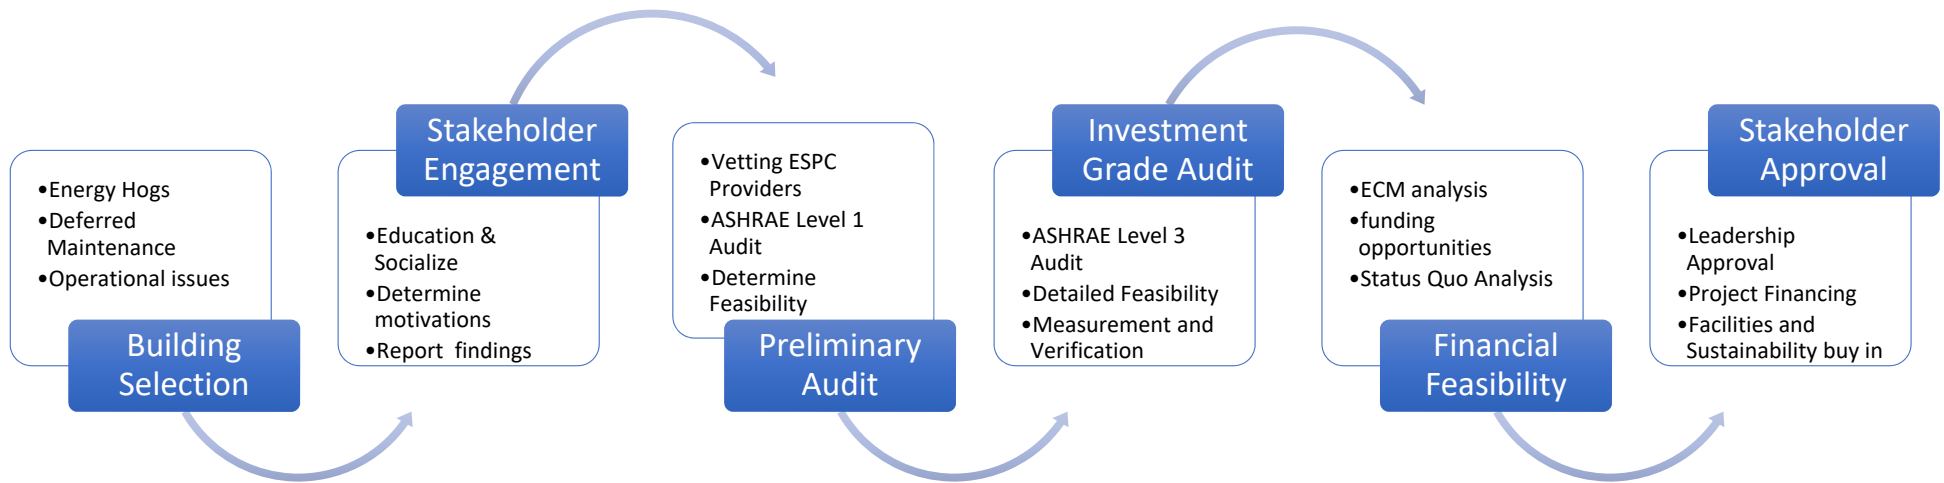 •Energy Hogs
•Deferred
Maintenance
•Operational issues
Building
Selection
Stakeholder
Engagement
•Education &
Socialize
•Determine
motivations
•Report  findings
•Vetting ESPC
Providers
•ASHRAE Level 1
Audit
•Determine
Feasibility
Preliminary
Audit
Investment
Grade Audit
•ASHRAE Level 3
Audit
•Detailed Feasibility
•Measurement and
Verification
•ECM analysis
•funding
opportunities
•Status Quo Analysis
Financial
Feasibility
Stakeholder
Approval
•Leadership
Approval
•Project Financing
•Facilities and
Sustainability buy in